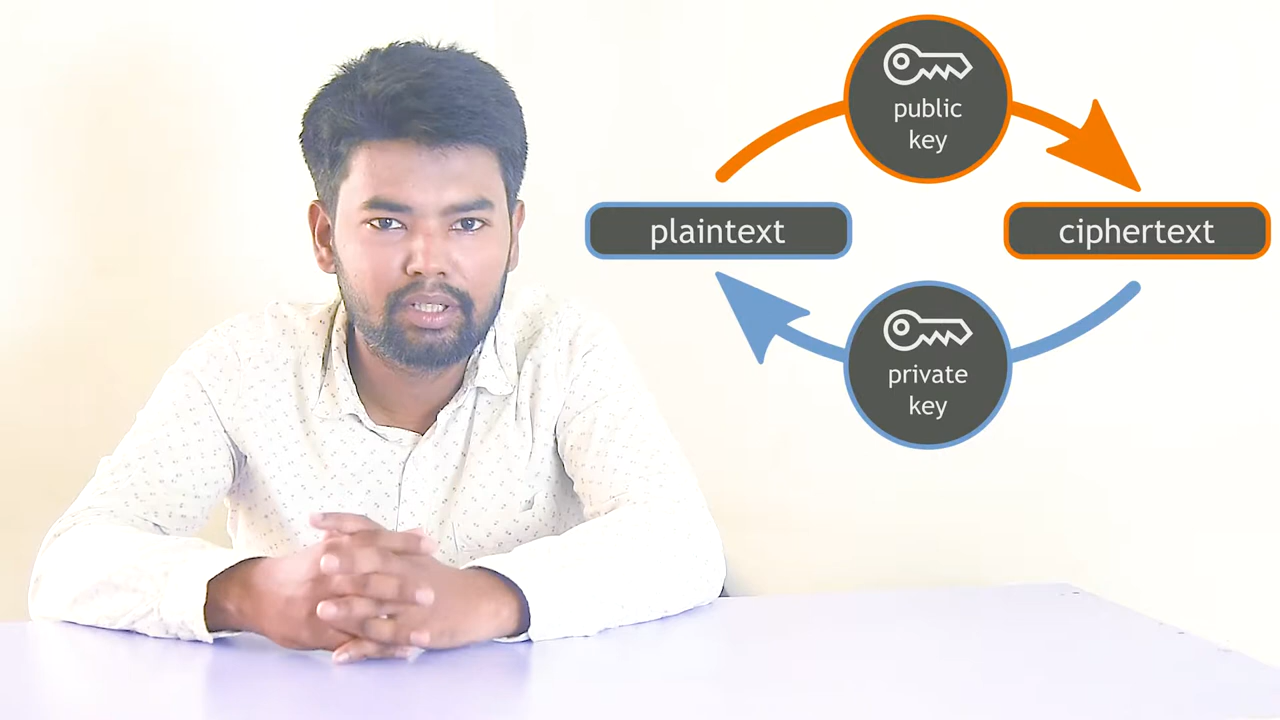 public
key
plaintext
ciphertext
private
key